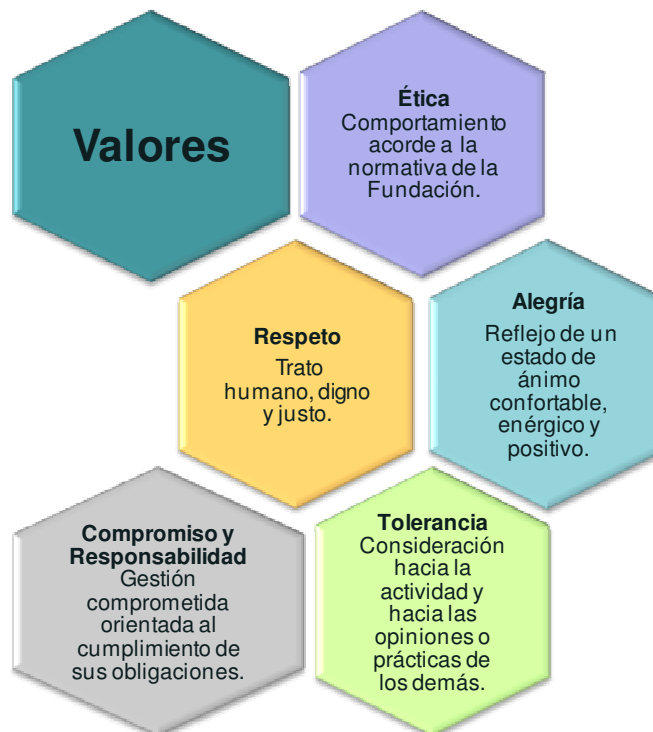 Valores
Ética
Comportamiento
acorde a la
normativa de la
Fundación.
Respeto
Trato
humano, digno
y justo.
Alegría
Reflejo de un
estado de
ánimo
confortable,
enérgico y
positivo.
Compromiso y
Responsabilidad
Gestión
comprometida
orientada al
cumplimiento de
sus obligaciones.
Tolerancia
Consideración
hacia la
actividad y
hacia las
opiniones o
prácticas de
los demás.